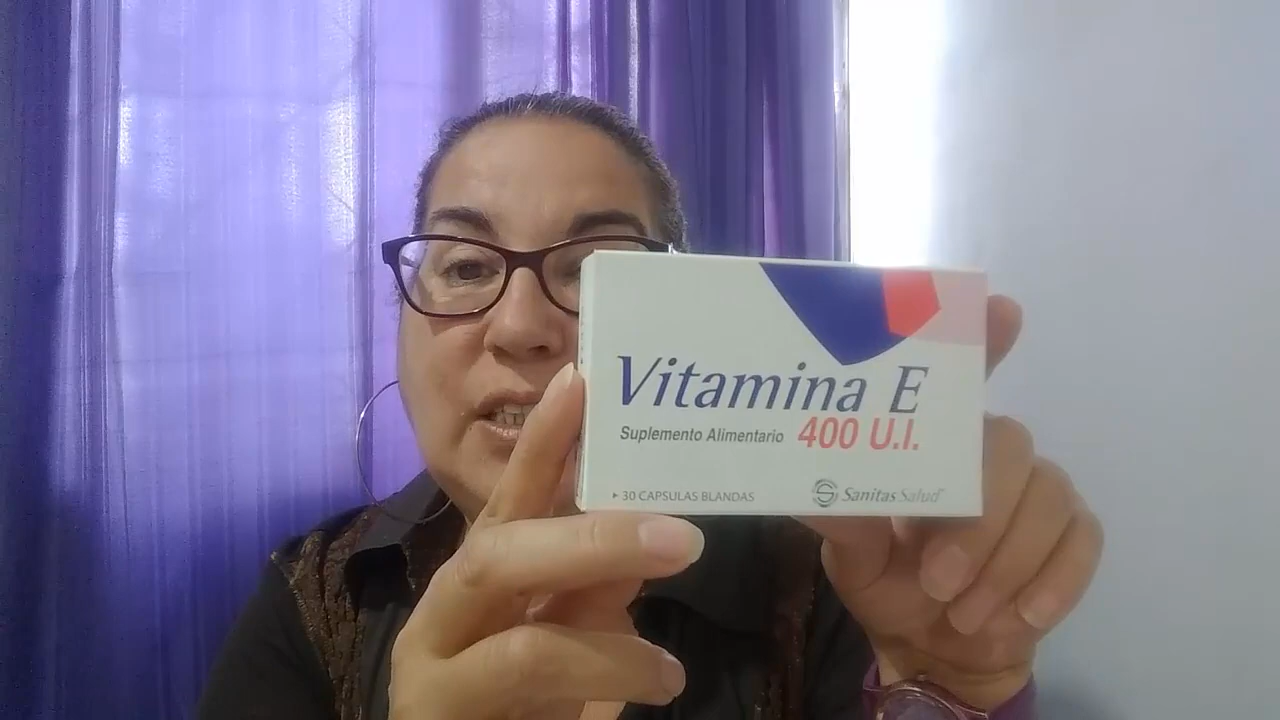 Vitamina E
Suplemento Alimentario 400 U.I.
30 CAPSULAS BLANDAS
Sanitas Salud